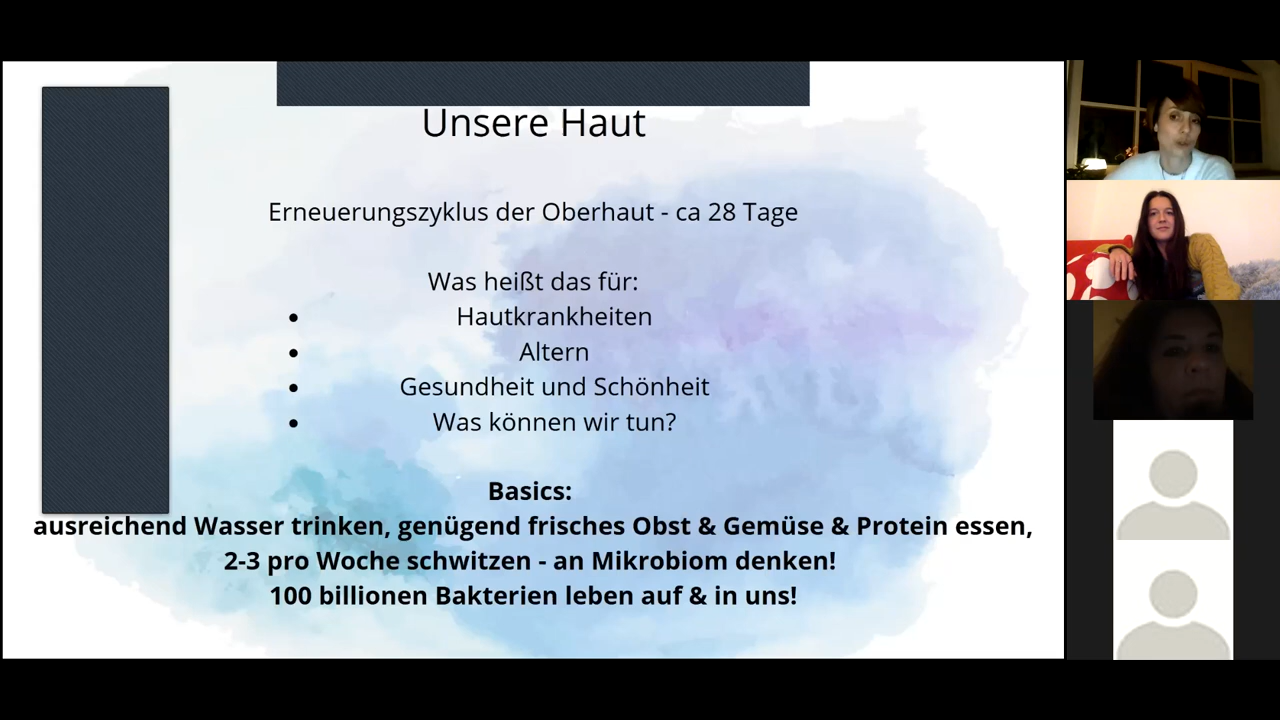 Unsere Haut
Erneuerungszyklus der Oberhaut - ca 28 Tage
Was heißt das für:
• Hautkrankheiten
• Altern
• Gesundheit und Schönheit
• Was können wir tun?
Basics:
ausreichend Wasser trinken, genügend frisches Obst & Gemüse & Protein essen,
2-3 pro Woche schwitzen - an Mikrobiom denken!
100 billionen Bakterien leben auf & in uns!